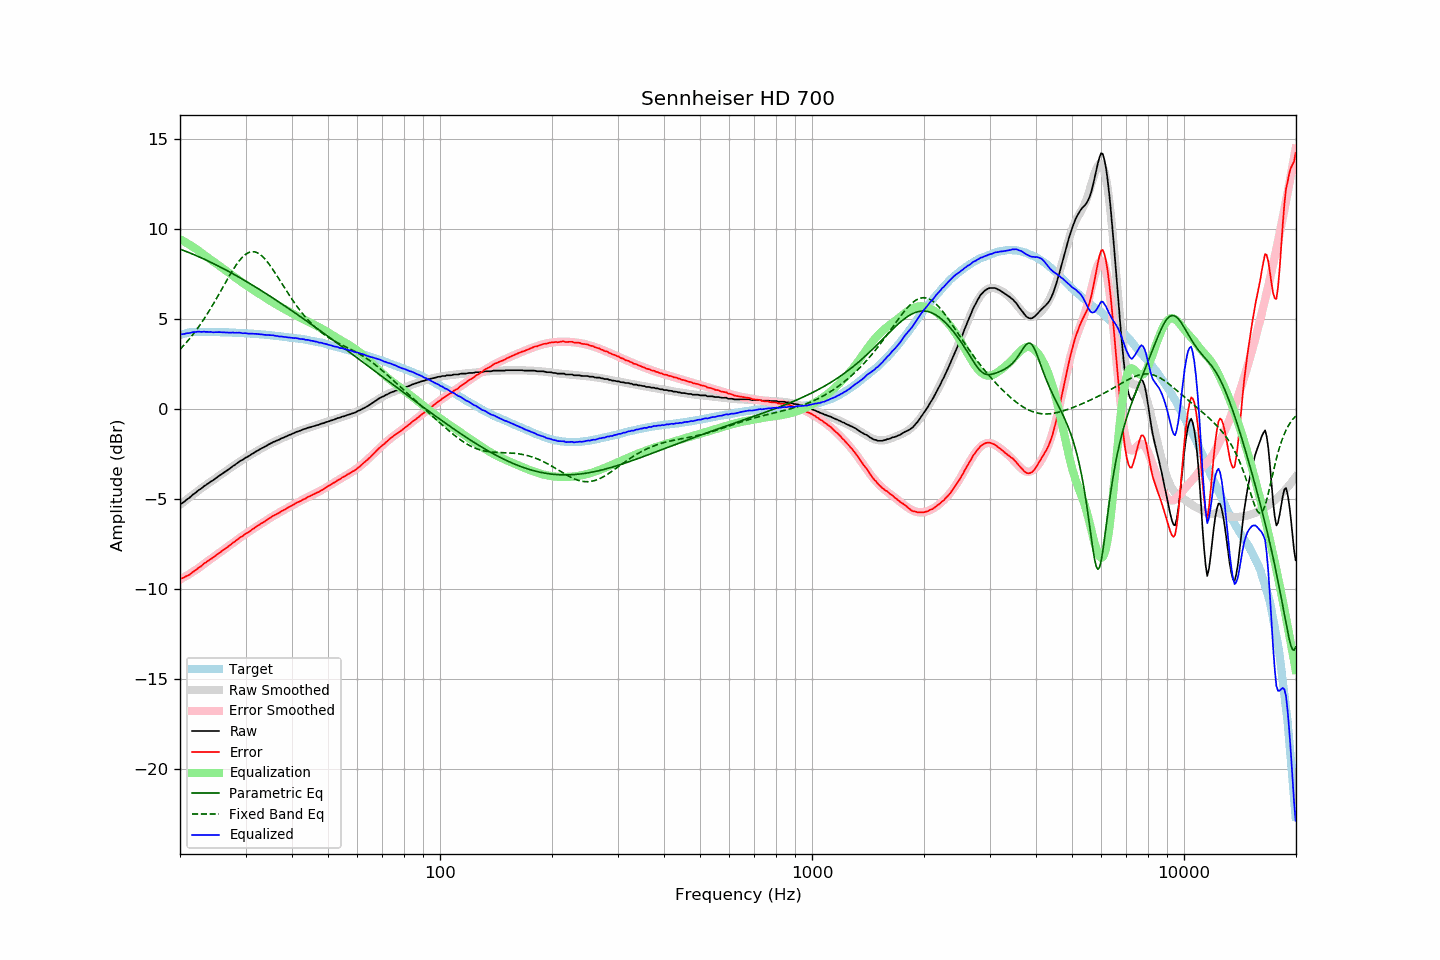 Sennheiser HD 700
15
10
5
0
−5
−10
−15
−20
Amplitude (dBr)
Target
Raw Smoothed
Error Smoothed
Raw
Error
Equalization
Parametric Eq
Fixed Band Eq
Equalized
100
1000
10000
Frequency (Hz)